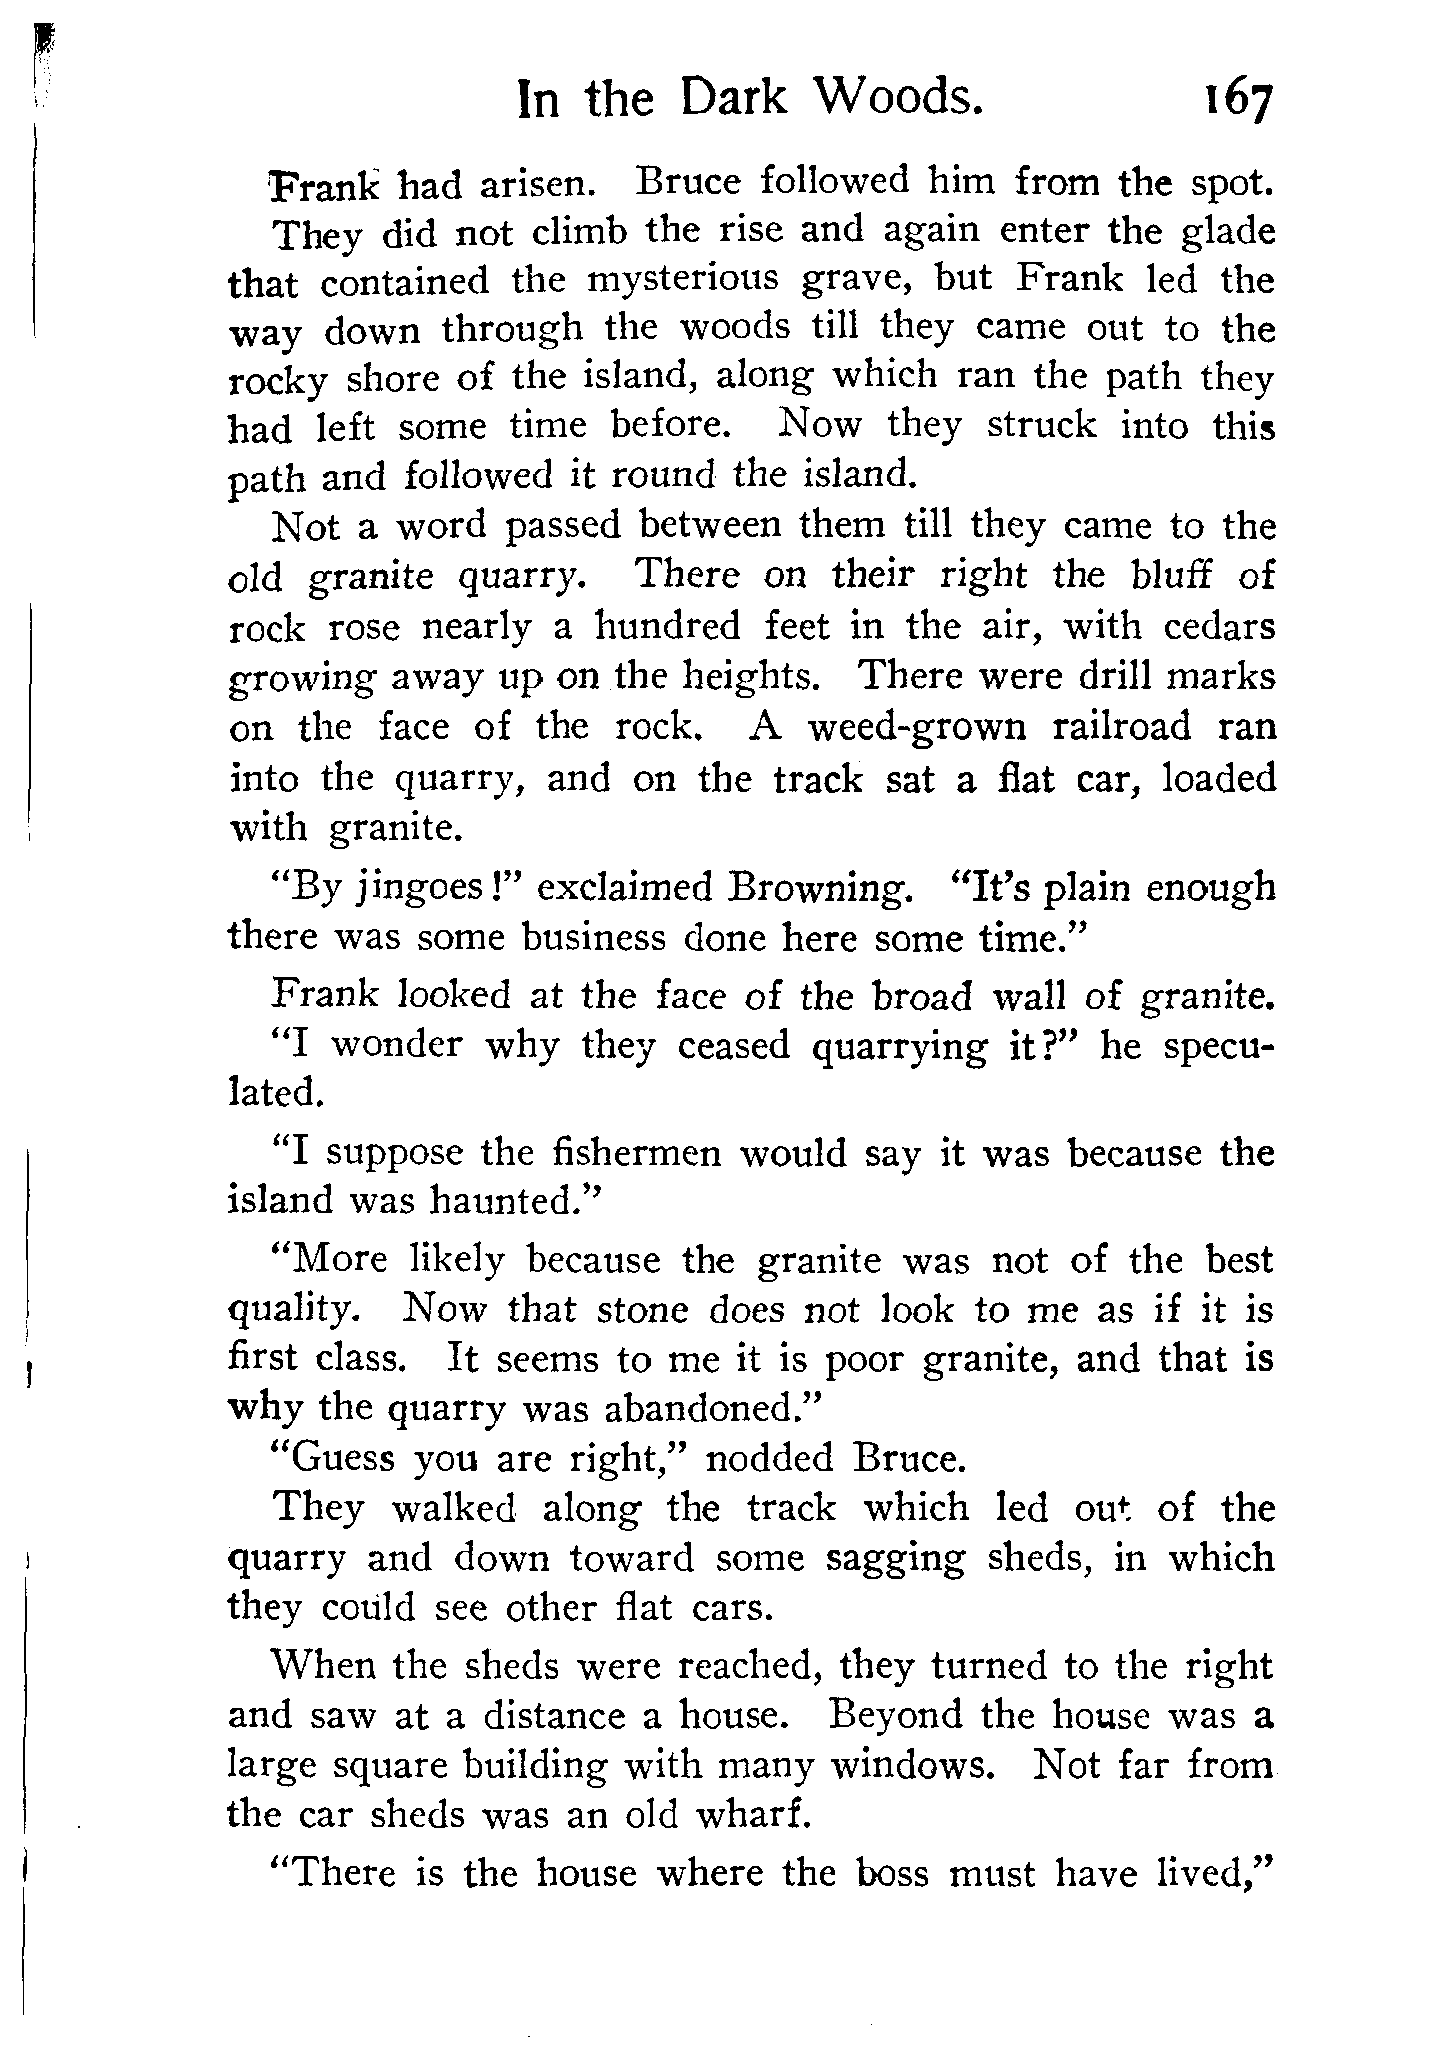 In the Dark Woods. 167
Frank had arisen. Bruce followed him from the spot.
They did not climb the rise and again enter the glade
that contained the mysterious grave, but Frank led the
way down through the woods till they came out to the
rocky shore of the island, along which ran the path they
had left some time before. Now they struck into this
path and followed it round the island.
Not a word passed between them till they came to the
old granite quarry. There on their right the bluff of
rock rose nearly a hundred feet in the air, with cedars
growing away up on the heights. There were drill marks
on the face of the rock. A weed-grown railroad ran
into the quarry, and on the track sat a flat car, loaded
with granite.
"By jingoes!" exclaimed Browning. "It's plain enough
there was some business done here some time."
Frank looked at the face of the broad wall of granite.
"I wonder why they ceased quarrying it?" he specu-
lated.
"I suppose the fishermen would say it was because the
island was haunted."
"More likely because the granite was not of the best
quality. Now that stone does not look to me as if it is
first class. It seems to me it is poor granite, and that is
why the quarry was abandoned."
"Guess you are right," nodded Bruce.
They walked along the track which led out of the
quarry and down toward some sagging sheds, in which
they could see other flat cars.
When the sheds were reached, they turned to the right
and saw at a distance a house. Beyond the house was a
large square building with many windows. Not far from
the car sheds was an old wharf.
"There is the house where the boss must have lived,"